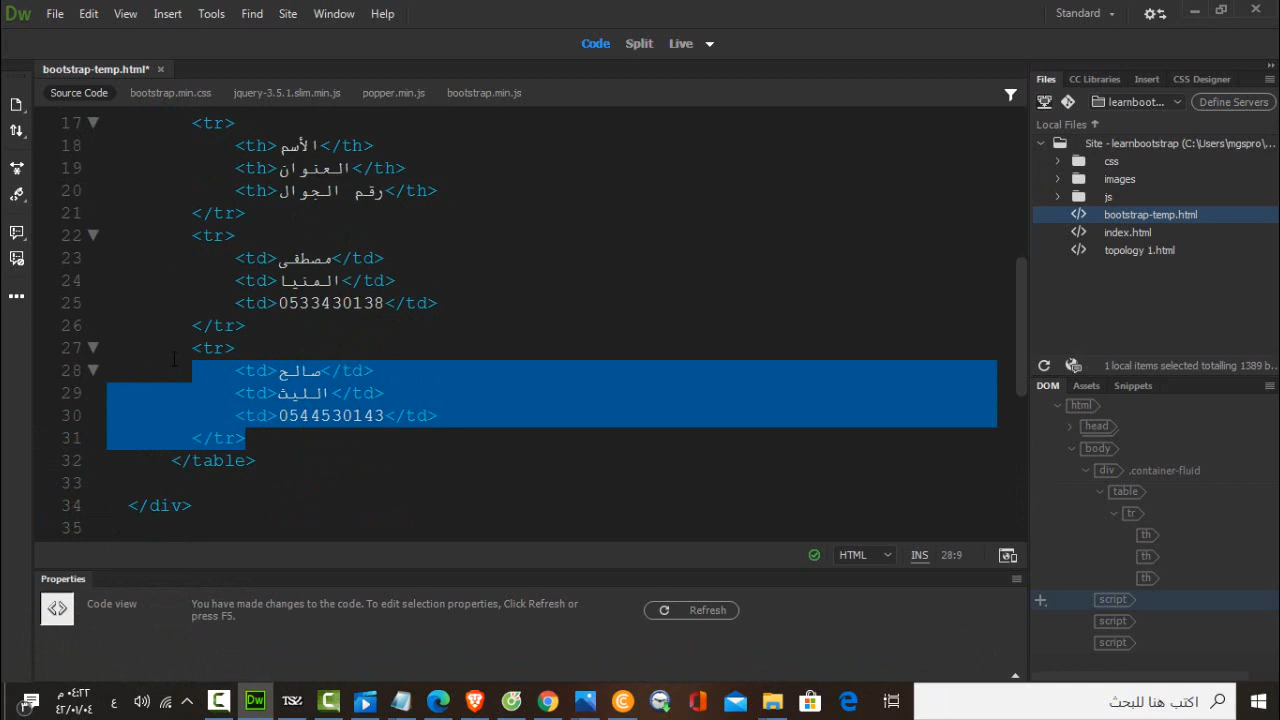 Dw File Edit View Insert Tools Find Site Window Help Standard
Code Split Live
bootstrap-temp.html*
Source Code bootstrap.min.css jquery-3.5.1.slim.min.js popper.min.js bootstrap.min.js
17 <tr>
18 <th>الأسم</th>
19 <th>العنوان</th>
20 <th>رقم الجوال</th>
21 </tr>
22 <tr>
23 <td>مصطفى</td>
24 <td>المنيا</td>
25 <td>0533430138</td>
26 </tr>
27 <tr>
28 <td>صالح</td>
29 <td>الليث</td>
30 <td>0544530143</td>
31 </tr>
32 </table>
33
34 </div>
35
HTML INS 28:9
Properties
Code view
You have made changes to the code. To edit selection properties, Click Refresh or
press F5.
Refresh
Files CC Libraries Insert CSS Designer
learnboot... Define Servers
Local Files
Site - learnbootstrap (C:\Users\mgspro\...
css
images
js
bootstrap-temp.html
index.html
topology 1.html
1 local items selected totalling 1389 b...
DOM Assets Snippets
html
head
body
div .container-fluid
table
tr
th
th
th
script
script
script
اكتب هنا للبحث
ع